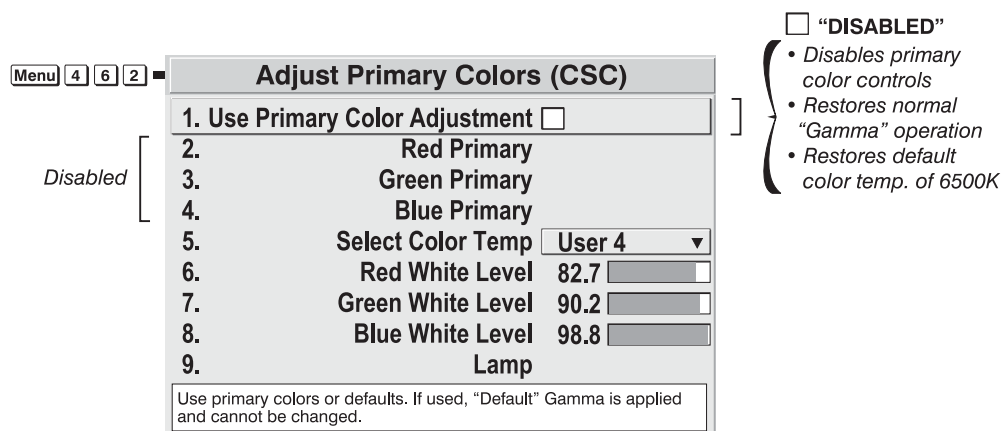 Menu 4 6 2
Adjust Primary Colors (CSC)
1. Use Primary Color Adjustment
2. Red Primary
3. Green Primary
4. Blue Primary
5. Select Color Temp User 4
6. Red White Level 82.7
7. Green White Level 90.2
8. Blue White Level 98.8
9. Lamp
Use primary colors or defaults. If used, “Default” Gamma is applied
and cannot be changed.
Disabled
“DISABLED”
• Disables primary
color controls
• Restores normal
“Gamma” operation
• Restores default
color temp. of 6500K